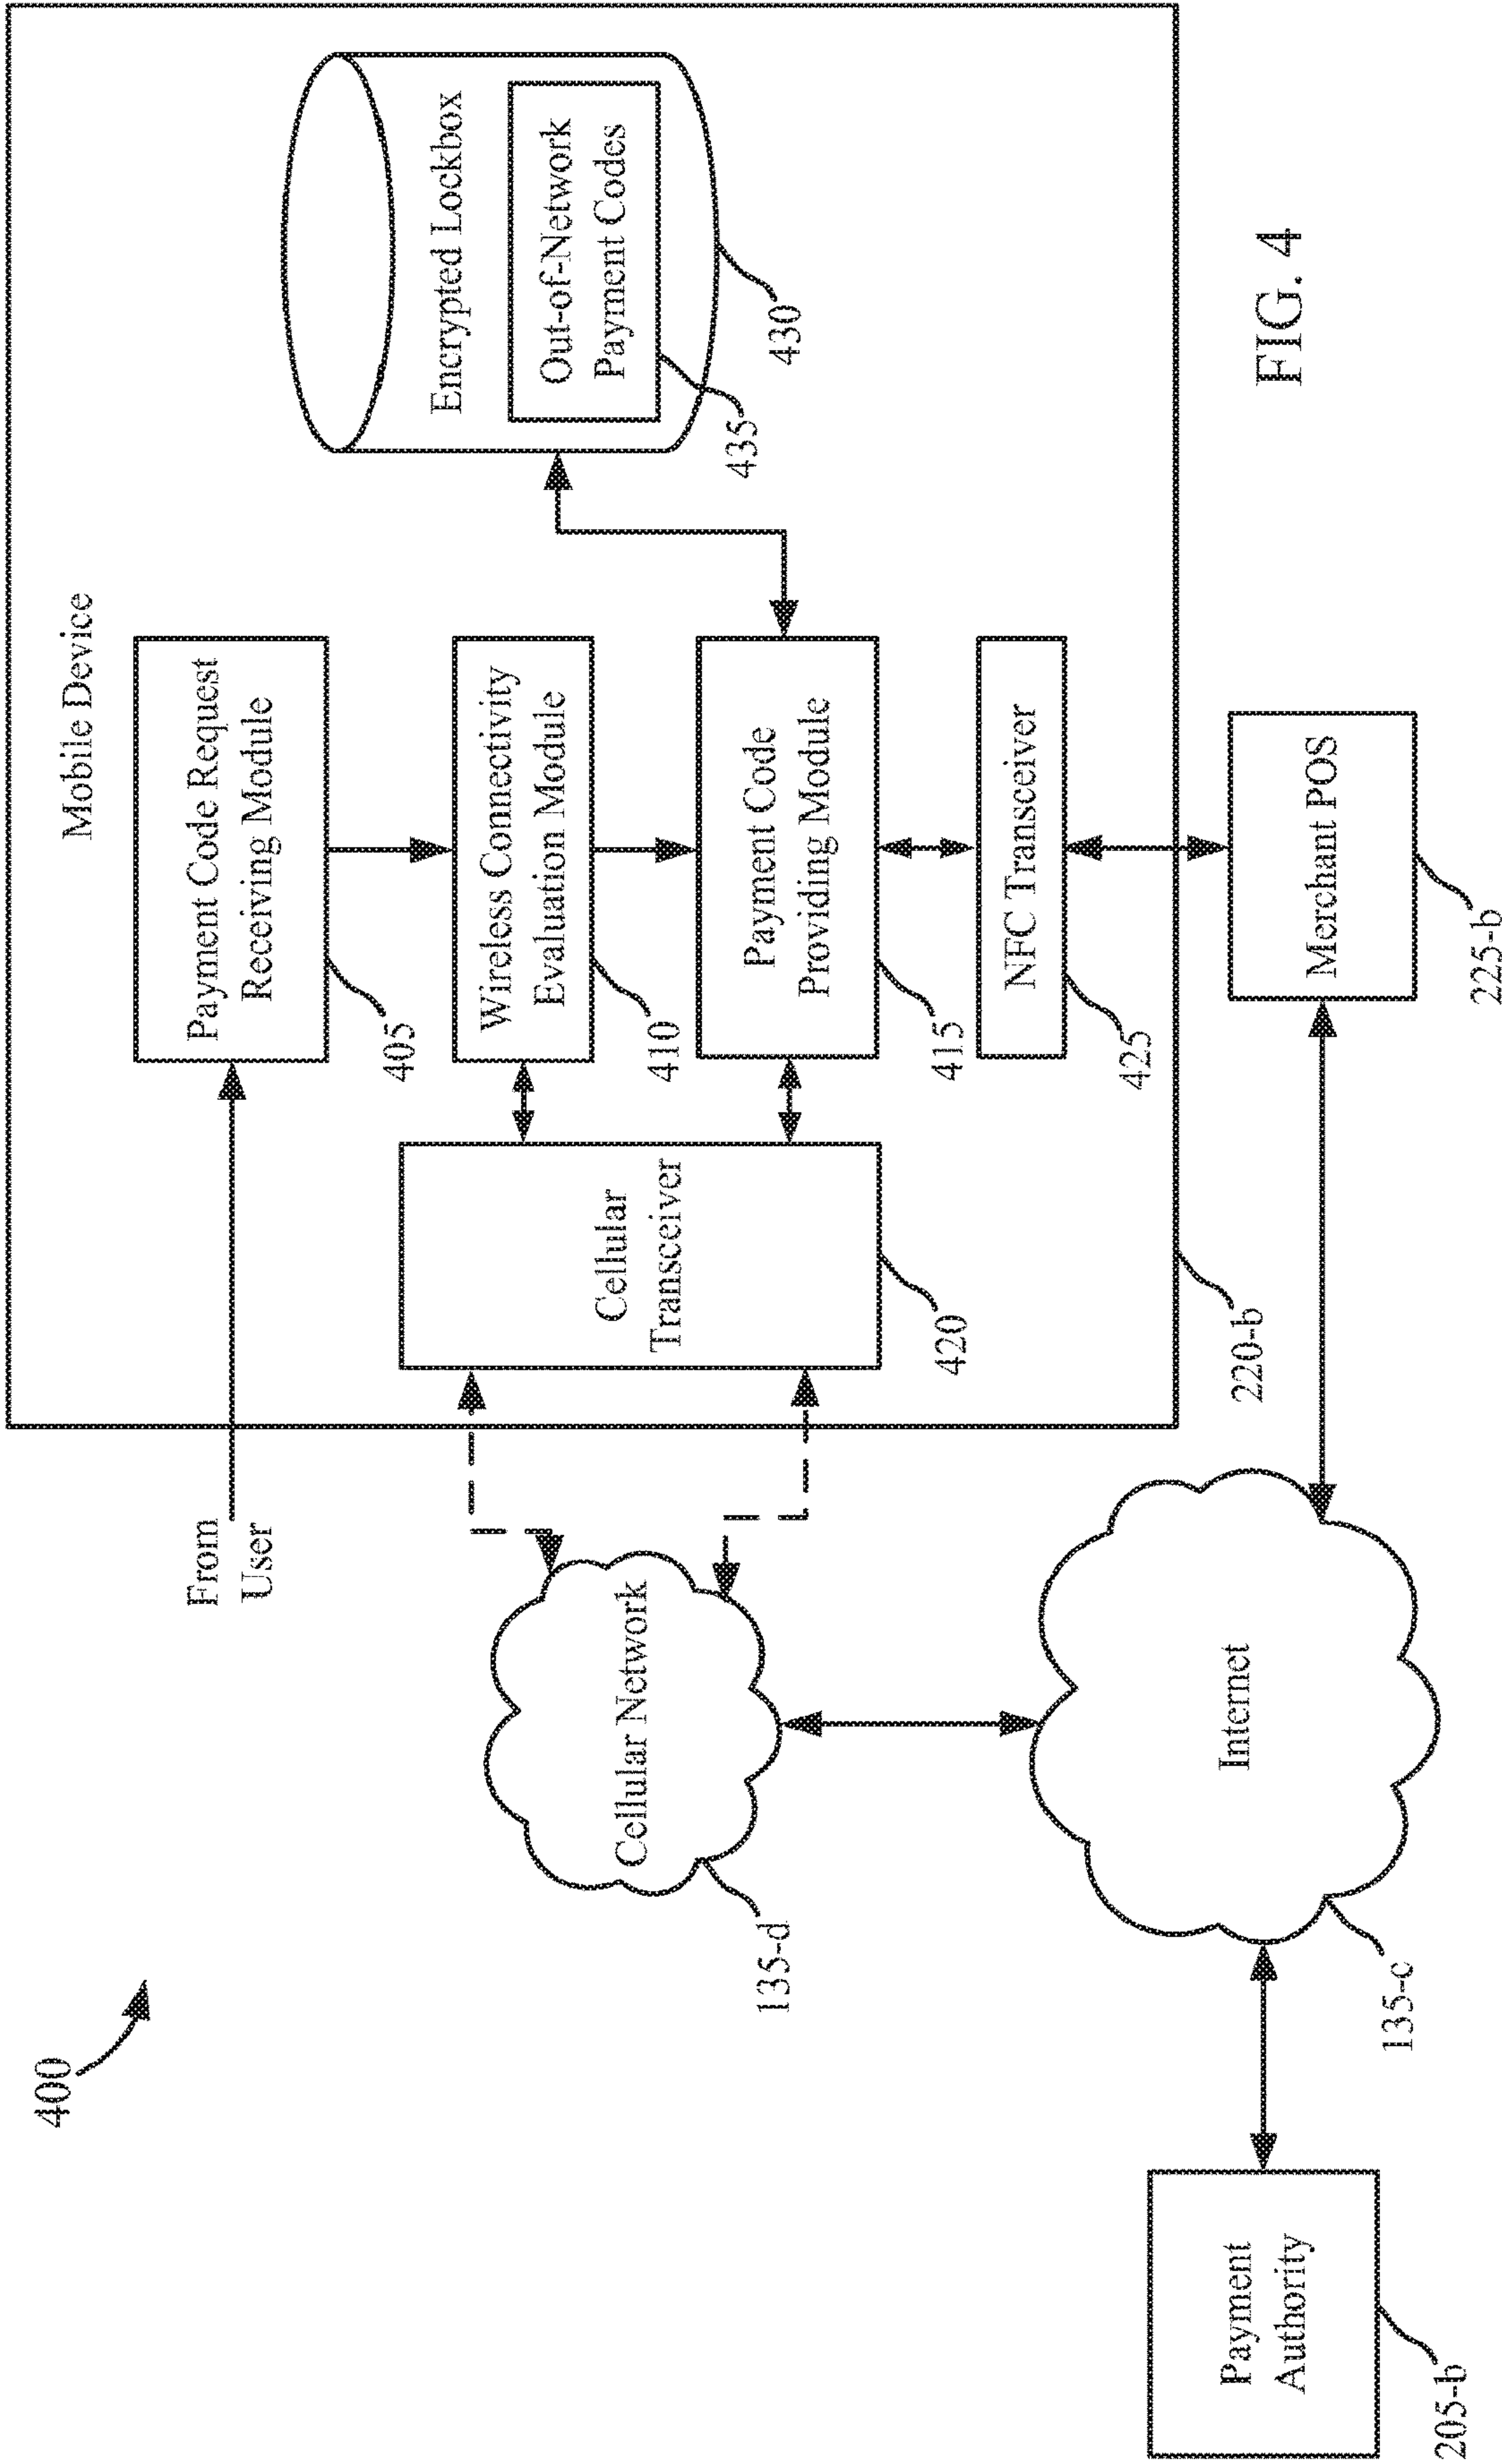 400
Mobile Device
From
User
Payment Code Request
Receiving Module
405
Cellular
Transceiver
420
Wireless Connectivity
Evaluation Module
410
Encrypted Lockbox
Out-of-Network
Payment Codes
435
430
Payment Code
Providing Module
415
NFC Transceiver
425
Cellular Network
135-d
220-b
Payment
Authority
205-b
Internet
135-c
Merchant POS
225-b
FIG. 4